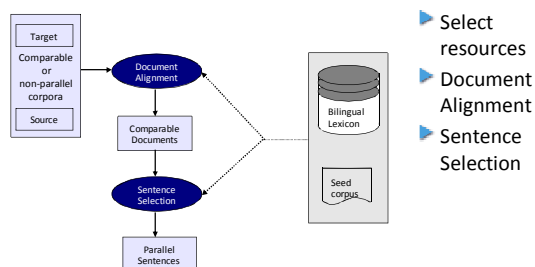 Target
Comparable
or
non-parallel
corpora
Source
Document
Alignment
Comparable
Documents
Sentence
Selection
Parallel
Sentences
Bilingual
Lexicon
Seed
corpus
Select
resources
Document
Alignment
Sentence
Selection